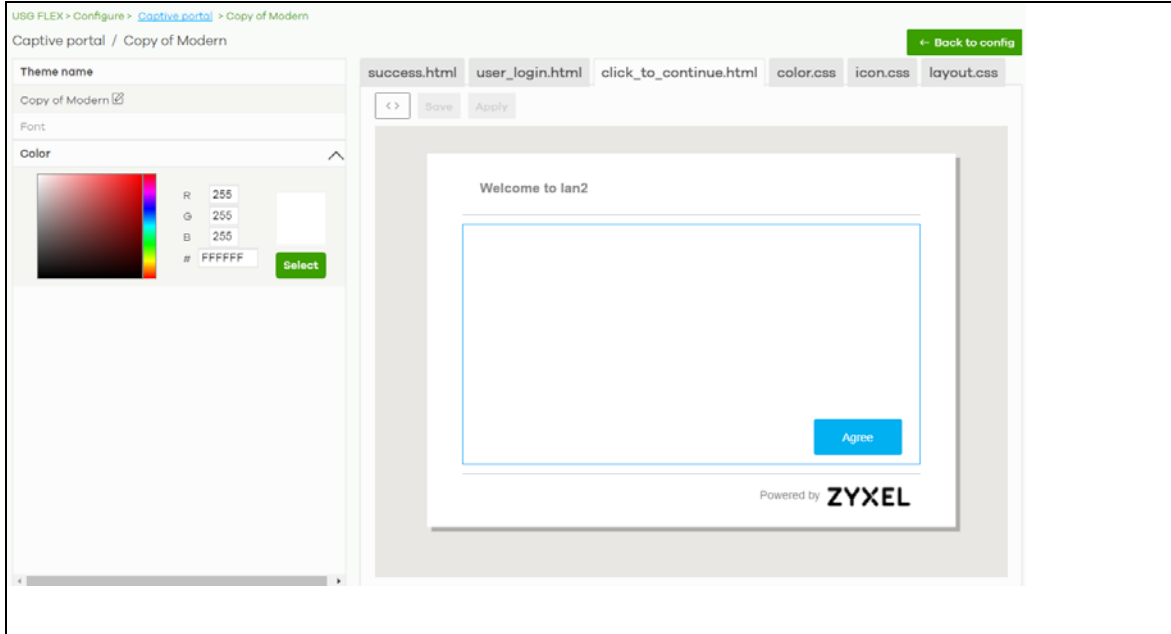 USG FLEX > Configure > Captive portal > Copy of Modern
Captive portal / Copy of Modern
← Back to config
Theme name
Copy of Modern
Font
Color
R 255
G 255
B 255
# FFFFFF
Select
success.html user_login.html click_to_continue.html color.css icon.css layout.css
<> Save Apply
Welcome to lan2
Agree
Powered by ZYXEL